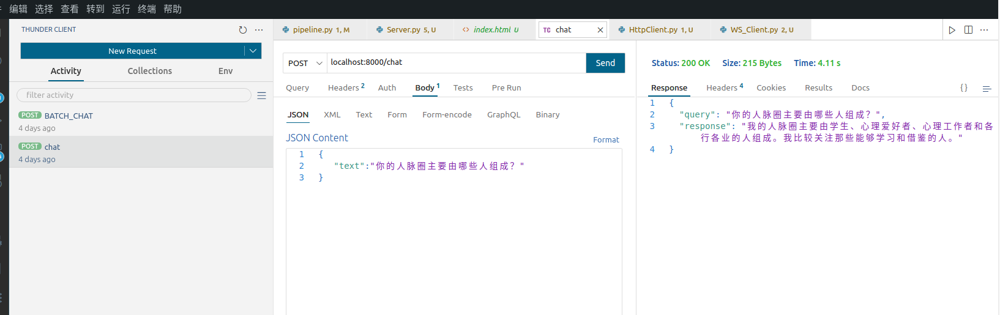 编辑 选择 查看 转到 运行 终端 帮助
THUNDER CLIENT
New Request
Activity Collections Env
filter activity
POST BATCH_CHAT
4 days ago
POST chat
4 days ago
pipeline.py 1, M Server.py 5, U <> index.html U TC chat HttpClient.py 1, U WS_Client.py 2, U
POST localhost:8000/chat Send
Query Headers 2 Auth Body 1 Tests Pre Run
JSON XML Text Form Form-encode GraphQL Binary
JSON Content Format
1 {
2 "text":"你的人脉圈主要由哪些人组成？"
3 }
Status: 200 OK Size: 215 Bytes Time: 4.11 s
Response Headers 4 Cookies Results Docs {}
1 {
2 "query": "你的人脉圈主要由哪些人组成？",
3 "response": "我的人脉圈主要由学生、心理爱好者、心理工作者和各
行各业的人组成。我比较关注那些能够学习和借鉴的人。"
4 }